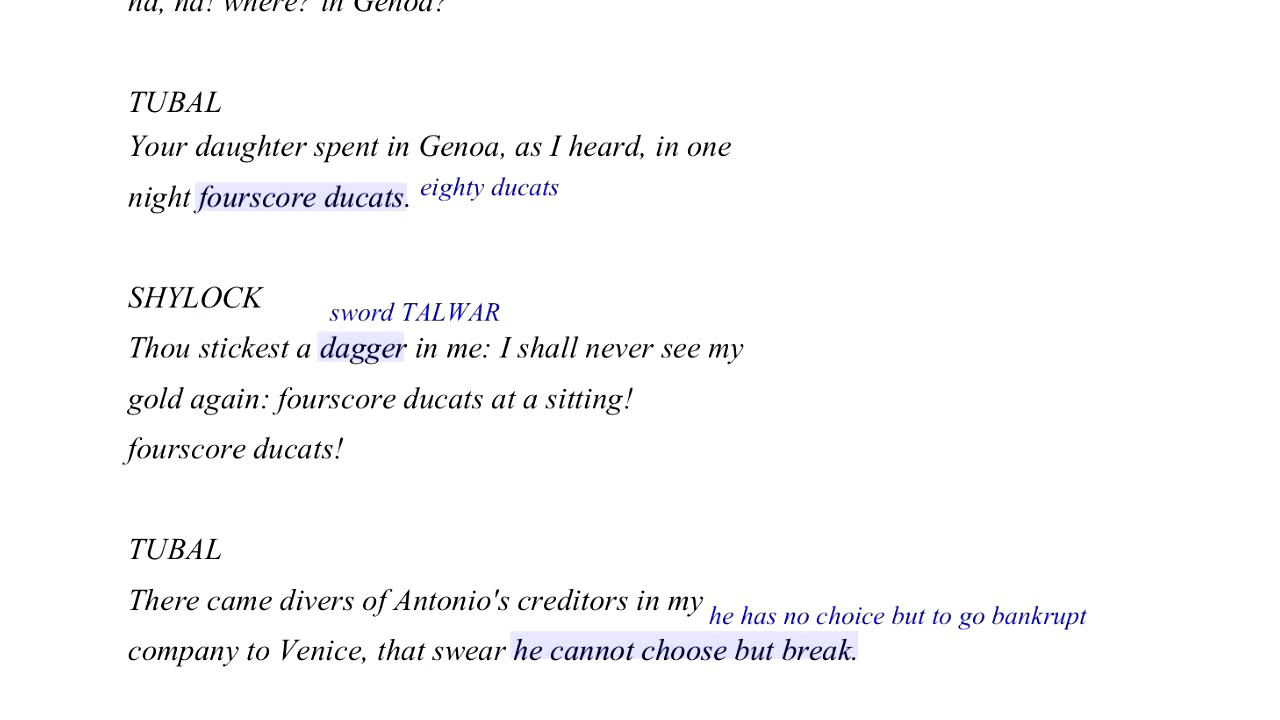 ha, ha! where? in Genoa?
TUBAL
Your daughter spent in Genoa, as I heard, in one
night fourscore ducats. eighty ducats
SHYLOCK
sword TALWAR
Thou stickest a dagger in me: I shall never see my
gold again: fourscore ducats at a sitting!
fourscore ducats!
TUBAL
There came divers of Antonio's creditors in my
he has no choice but to go bankrupt
company to Venice, that swear he cannot choose but break.